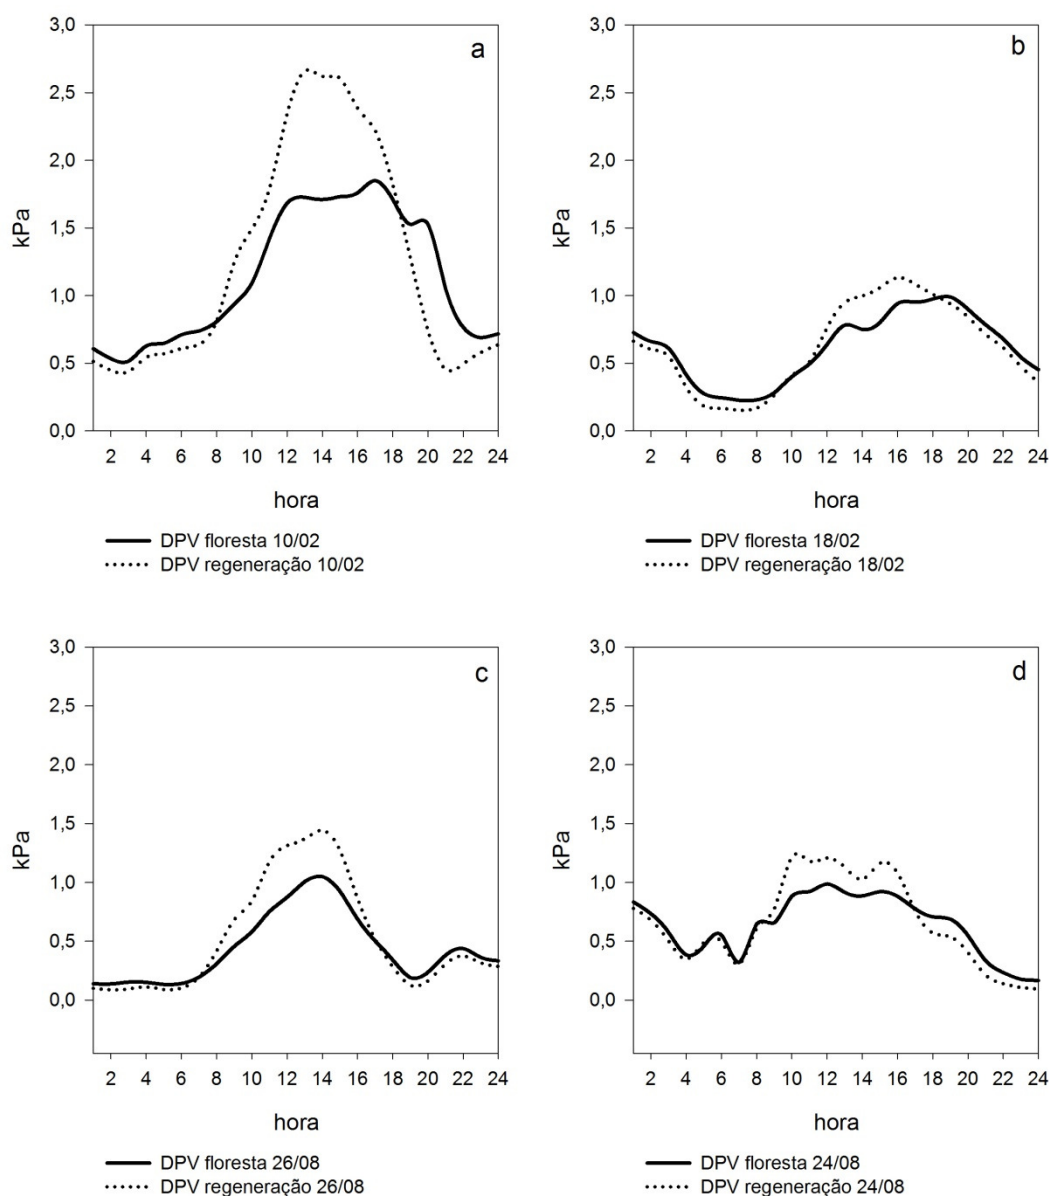 a
3,0
2,5
2,0
1,5
1,0
0,5
0,0
kPa
2 4 6 8 10 12 14 16 18 20 22 24
hora
DPV floresta 10/02
DPV regeneração 10/02
b
3,0
2,5
2,0
1,5
1,0
0,5
0,0
kPa
2 4 6 8 10 12 14 16 18 20 22 24
hora
DPV floresta 18/02
DPV regeneração 18/02
c
3,0
2,5
2,0
1,5
1,0
0,5
0,0
kPa
2 4 6 8 10 12 14 16 18 20 22 24
hora
DPV floresta 26/08
DPV regeneração 26/08
d
3,0
2,5
2,0
1,5
1,0
0,5
0,0
kPa
2 4 6 8 10 12 14 16 18 20 22 24
hora
DPV floresta 24/08
DPV regeneração 24/08